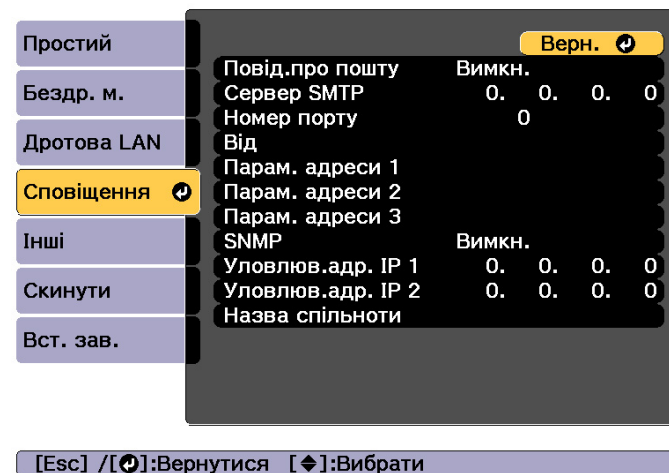 Простий
Бездр. м.
Дротова LAN
Сповіщення
Інші
Скинути
Вст. зав.
Верн.
Повід.про пошту Вимкн.
Сервер SMTP 0. 0. 0. 0
Номер порту 0
Від
Парам. адреси 1
Парам. адреси 2
Парам. адреси 3
SNMP Вимкн.
Уловлюв.адр. IP 1 0. 0. 0. 0
Уловлюв.адр. IP 2 0. 0. 0. 0
Назва спільноти
[Esc] /[⏎]:Вернутися [◆]:Вибрати